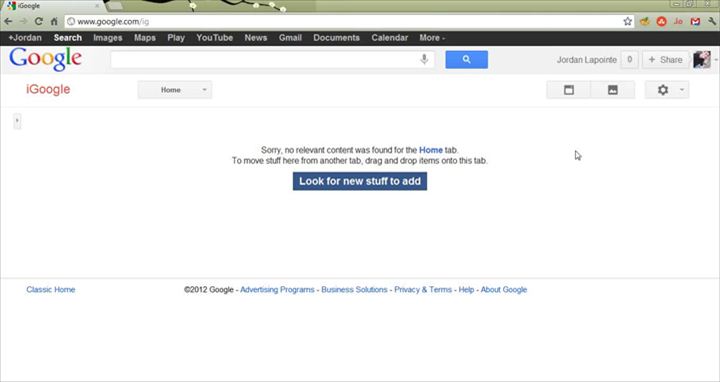 iGoogle
www.google.com/ig
+Jordan Search Images Maps Play YouTube News Gmail Documents Calendar More
Google
Jordan Lapointe 0 + Share
iGoogle
Home
Sorry, no relevant content was found for the Home tab.
To move stuff here from another tab, drag and drop items onto this tab.
Look for new stuff to add
Classic Home
©2012 Google - Advertising Programs - Business Solutions - Privacy & Terms - Help - About Google